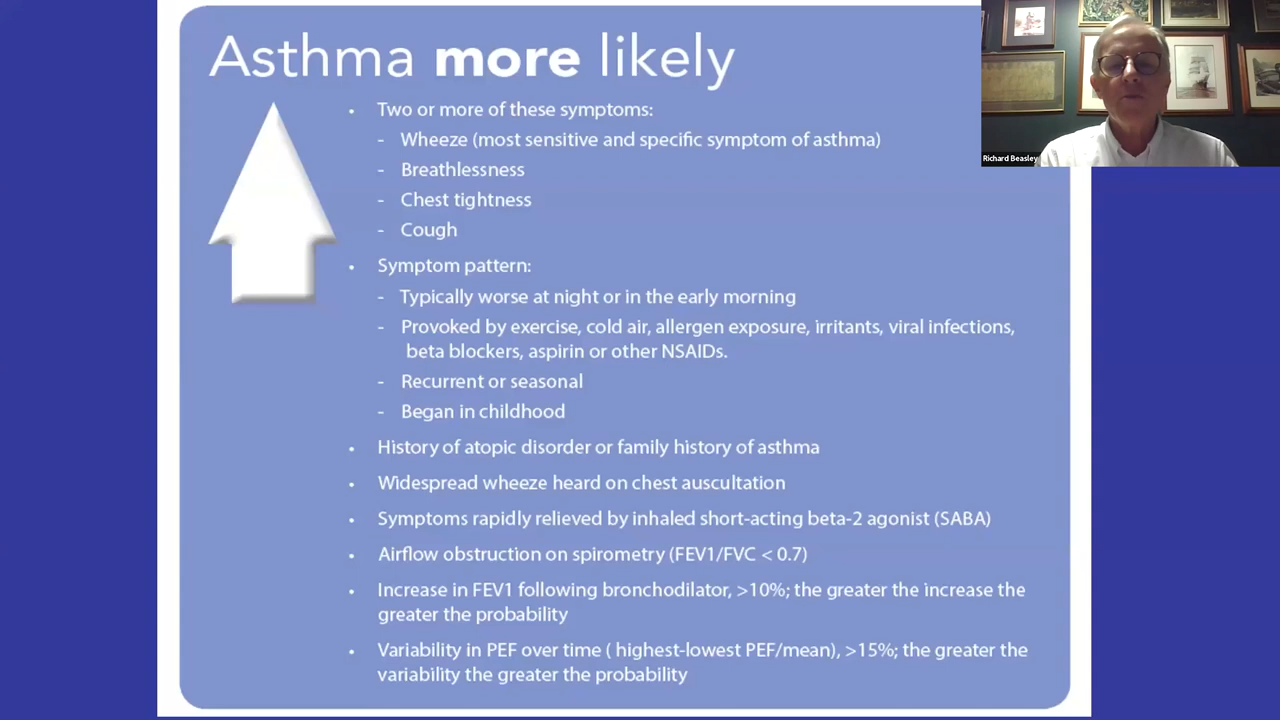 Asthma more likely
• Two or more of these symptoms:
- Wheeze (most sensitive and specific symptom of asthma)
- Breathlessness
- Chest tightness
- Cough
• Symptom pattern:
- Typically worse at night or in the early morning
- Provoked by exercise, cold air, allergen exposure, irritants, viral infections,
beta blockers, aspirin or other NSAIDs.
- Recurrent or seasonal
- Began in childhood
• History of atopic disorder or family history of asthma
• Widespread wheeze heard on chest auscultation
• Symptoms rapidly relieved by inhaled short-acting beta-2 agonist (SABA)
• Airflow obstruction on spirometry (FEV1/FVC < 0.7)
• Increase in FEV1 following bronchodilator, >10%; the greater the increase the
greater the probability
• Variability in PEF over time ( highest-lowest PEF/mean), >15%; the greater the
variability the greater the probability
Richard Beasley